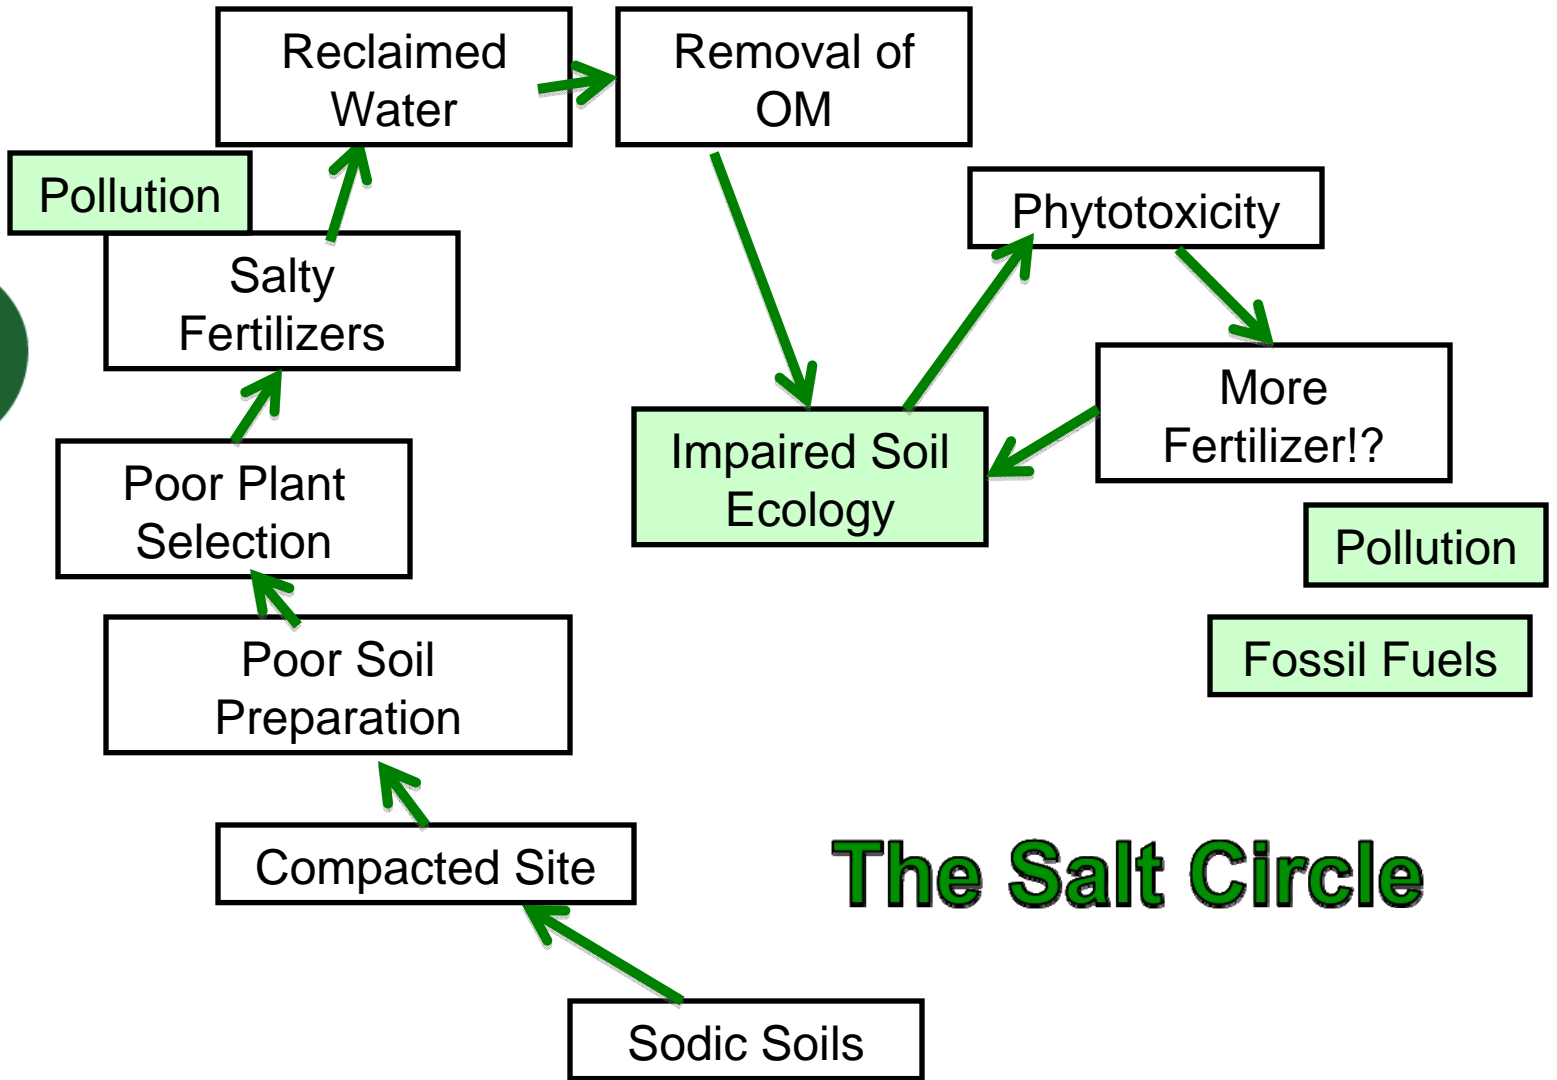 Reclaimed
Water
Removal of
OM
Pollution
Phytotoxicity
Salty
Fertilizers
More
Fertilizer!?
Impaired Soil
Ecology
Poor Plant
Selection
Pollution
Poor Soil
Preparation
Fossil Fuels
Compacted Site
The Salt Circle
Sodic Soils